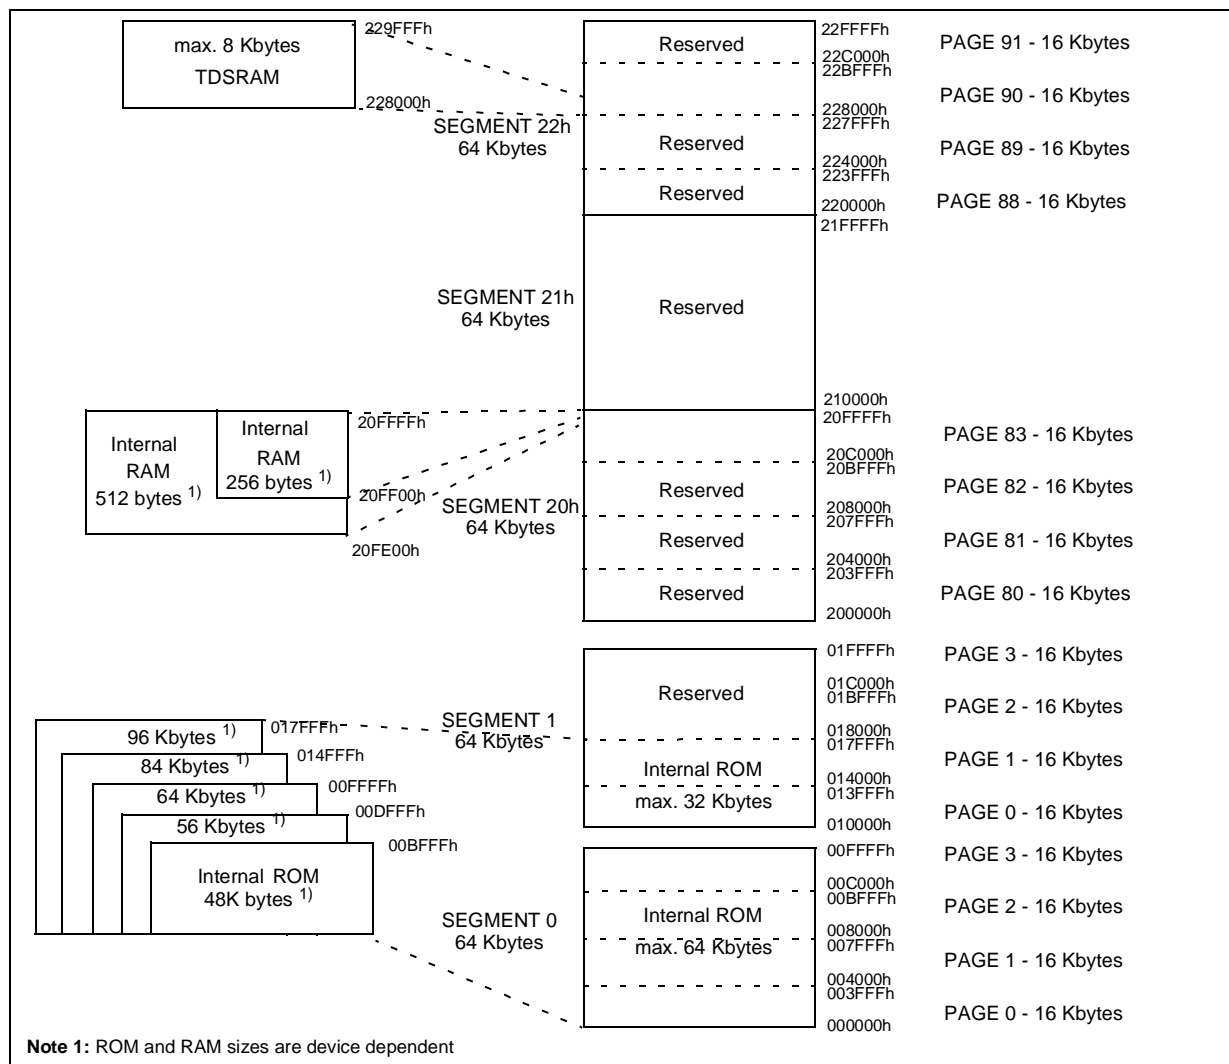 max. 8 Kbytes
TDSRAM
229FFFh
228000h
SEGMENT 22h
64 Kbytes
Reserved
Reserved
Reserved
22FFFFh
22C000h
22BFFFh
228000h
227FFFh
224000h
223FFFh
220000h
21FFFFh
PAGE 91 - 16 Kbytes
PAGE 90 - 16 Kbytes
PAGE 89 - 16 Kbytes
PAGE 88 - 16 Kbytes
SEGMENT 21h
64 Kbytes
Reserved
210000h
20FFFFh
Internal
RAM
512 bytes 1)
Internal
RAM
256 bytes 1)
20FFFFh
20FF00h
20FE00h
SEGMENT 20h
64 Kbytes
Reserved
Reserved
Reserved
20C000h
20BFFFh
208000h
207FFFh
204000h
203FFFh
200000h
PAGE 83 - 16 Kbytes
PAGE 82 - 16 Kbytes
PAGE 81 - 16 Kbytes
PAGE 80 - 16 Kbytes
96 Kbytes 1)
84 Kbytes 1)
64 Kbytes 1)
56 Kbytes 1)
Internal ROM
48K bytes 1)
017FFFh
014FFFh
00FFFFh
00DFFFh
00BFFFh
SEGMENT 1
64 Kbytes
Reserved
Internal ROM
max. 32 Kbytes
01FFFFh
01C000h
01BFFFh
018000h
017FFFh
014000h
013FFFh
010000h
PAGE 3 - 16 Kbytes
PAGE 2 - 16 Kbytes
PAGE 1 - 16 Kbytes
PAGE 0 - 16 Kbytes
SEGMENT 0
64 Kbytes
Internal ROM
max. 64 Kbytes
00FFFFh
00C000h
00BFFFh
008000h
007FFFh
004000h
003FFFh
000000h
PAGE 3 - 16 Kbytes
PAGE 2 - 16 Kbytes
PAGE 1 - 16 Kbytes
PAGE 0 - 16 Kbytes
Note 1: ROM and RAM sizes are device dependent